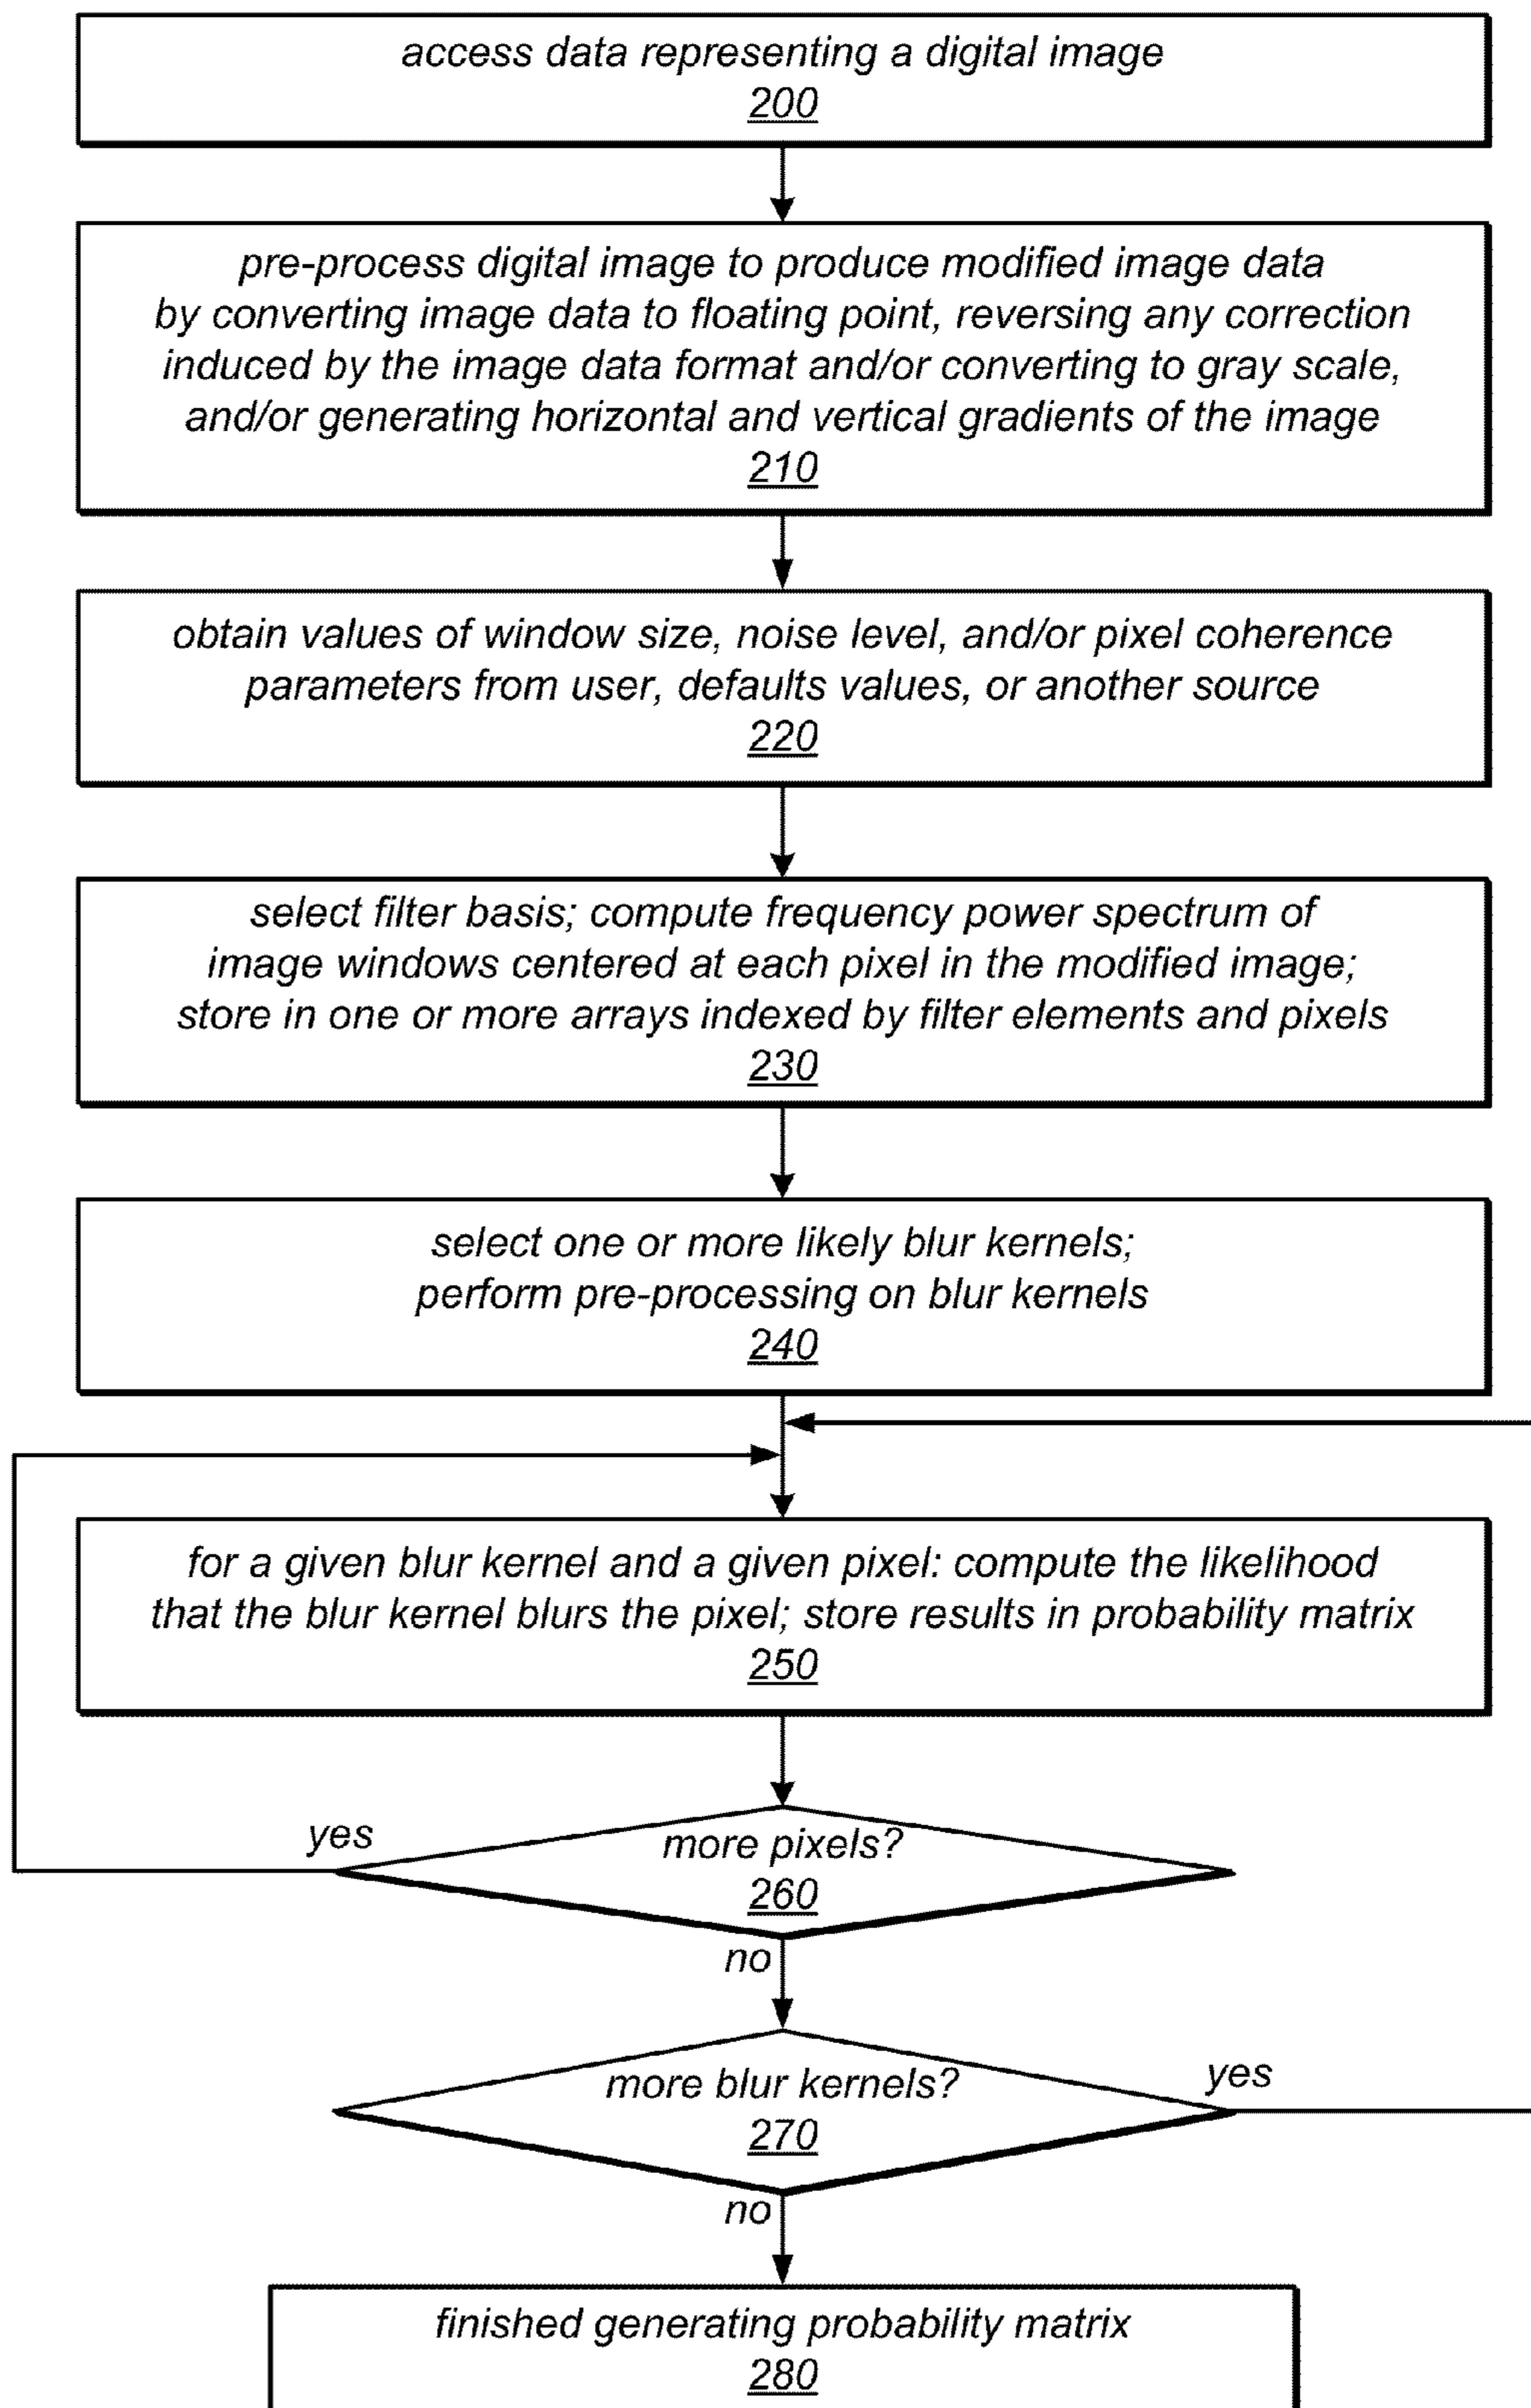 access data representing a digital image
200
pre-process digital image to produce modified image data
by converting image data to floating point, reversing any correction
induced by the image data format and/or converting to gray scale,
and/or generating horizontal and vertical gradients of the image
210
obtain values of window size, noise level, and/or pixel coherence
parameters from user, defaults values, or another source
220
select filter basis; compute frequency power spectrum of
image windows centered at each pixel in the modified image;
store in one or more arrays indexed by filter elements and pixels
230
select one or more likely blur kernels;
perform pre-processing on blur kernels
240
for a given blur kernel and a given pixel: compute the likelihood
that the blur kernel blurs the pixel; store results in probability matrix
250
yes
more pixels?
260
no
more blur kernels?
270
yes
no
finished generating probability matrix
280